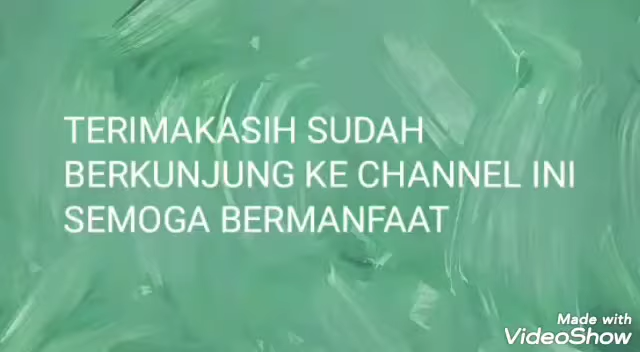 TERIMAKASIH SUDAH
BERKUNJUNG KE CHANNEL INI
SEMOGA BERMANFAAT
Made with
VideoShow